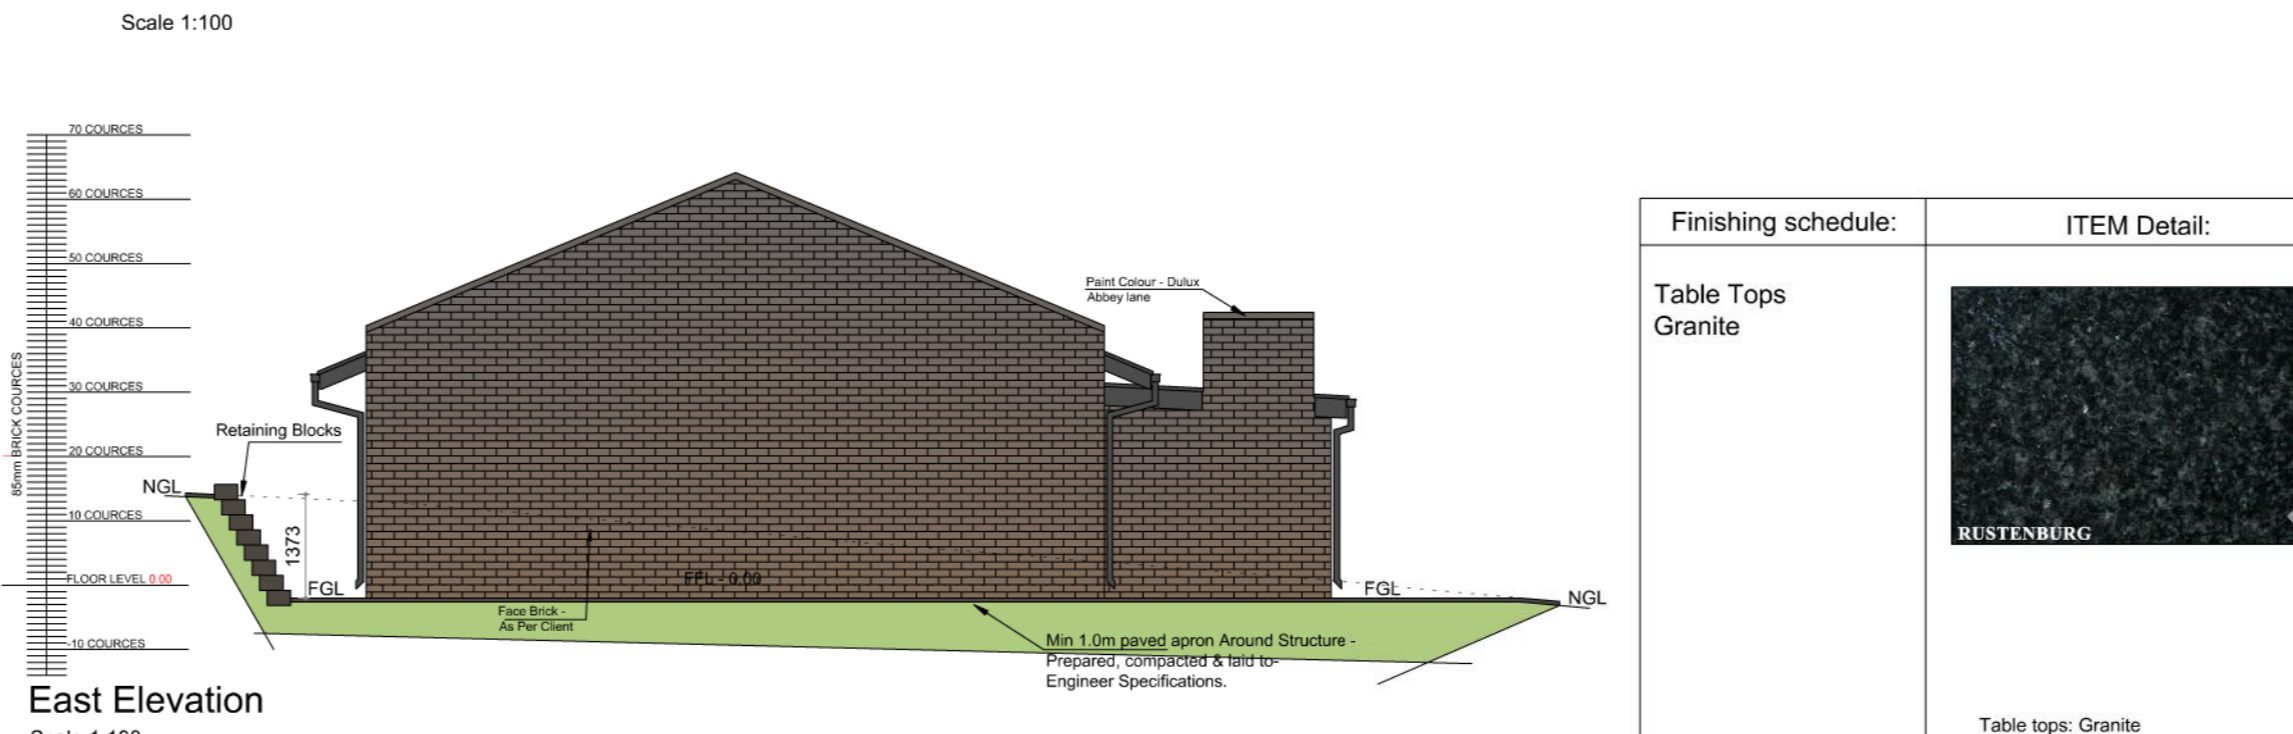 Scale 1:100
70 COURCES
60 COURCES
50 COURCES
40 COURCES
30 COURCES
20 COURCES
10 COURCES
FLOOR LEVEL 0.00
-10 COURCES
85mm BRICK COURCES
NGL
Retaining Blocks
1373
FGL
Face Brick -
As Per Client
FFL - 0.00
Paint Colour - Dulux
Abbey lane
FGL
NGL
Min 1.0m paved apron Around Structure -
Prepared, compacted & laid to-
Engineer Specifications.
East Elevation
Scale 1:100
Finishing schedule:
ITEM Detail:
Table Tops
Granite
RUSTENBURG
Table tops: Granite